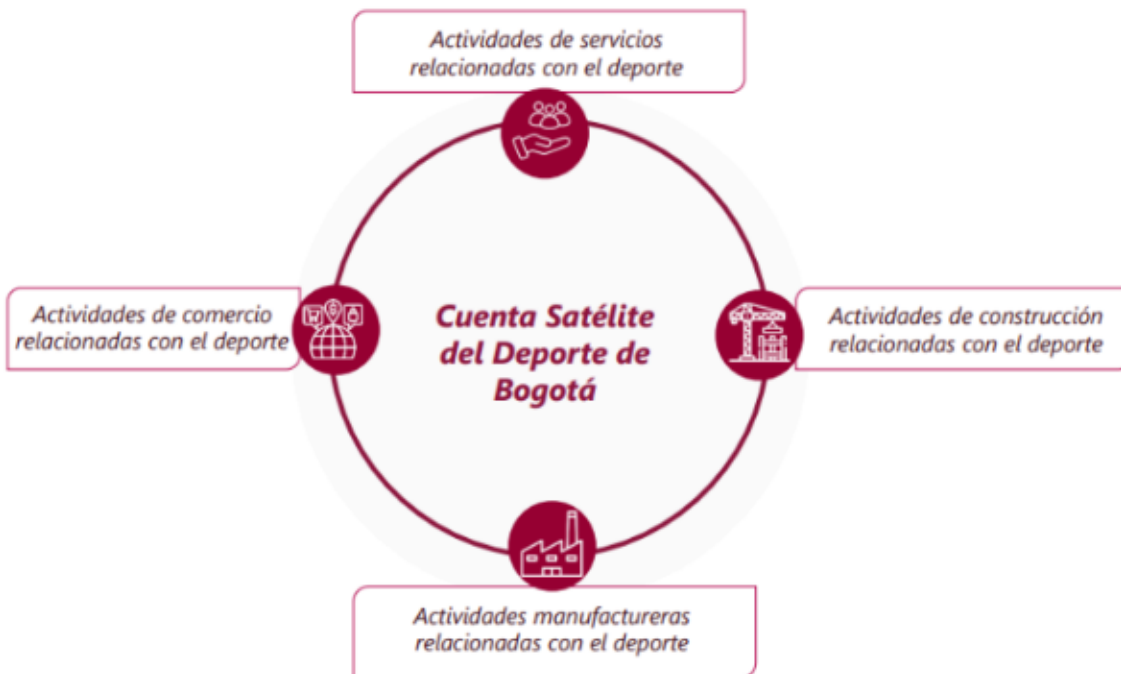 Actividades de servicios
relacionadas con el deporte
Actividades de comercio
relacionadas con el deporte
Cuenta Satélite
del Deporte de
Bogotá
Actividades de construcción
relacionadas con el deporte
Actividades manufactureras
relacionadas con el deporte